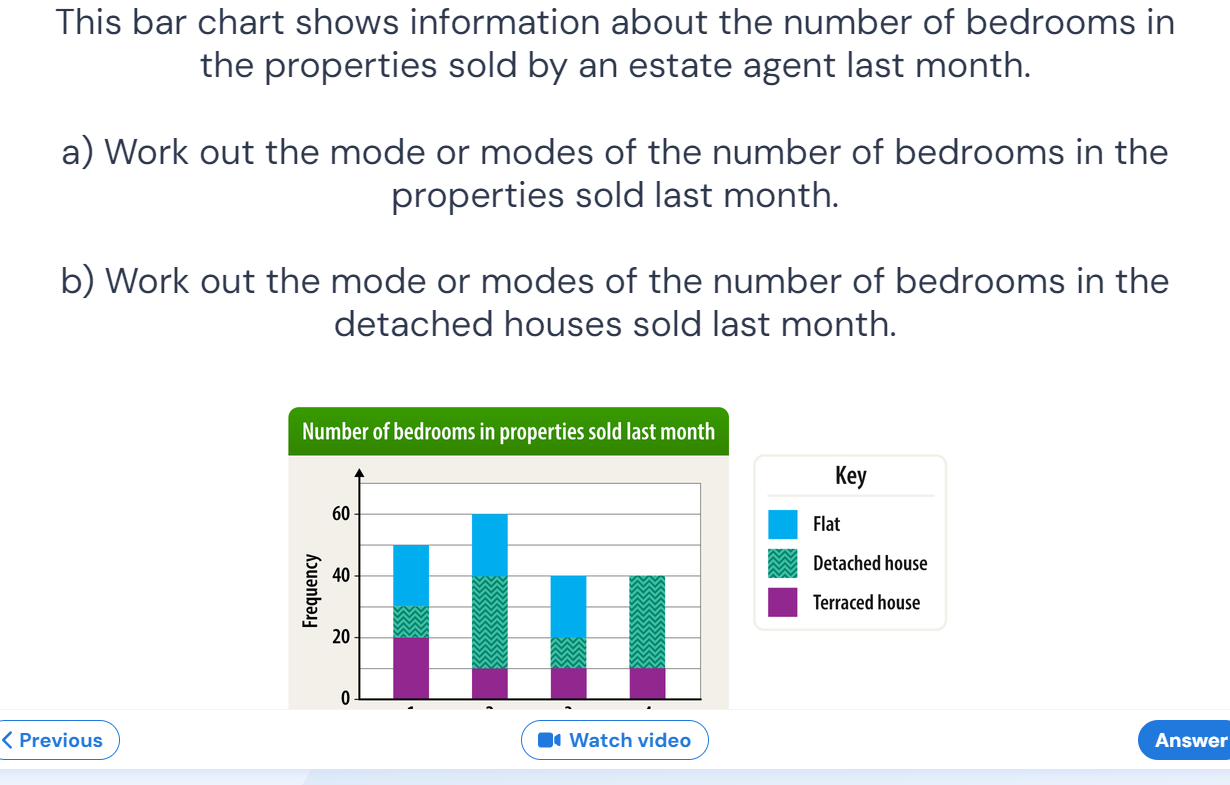 This bar chart shows information about the number of bedrooms in
the properties sold by an estate agent last month.
a) Work out the mode or modes of the number of bedrooms in the
properties sold last month.
b) Work out the mode or modes of the number of bedrooms in the
detached houses sold last month.
Number of bedrooms in properties sold last month
Key
Flat
Detached house
Terraced house
Frequency
60
40
20
0
Previous
Watch video
Answer